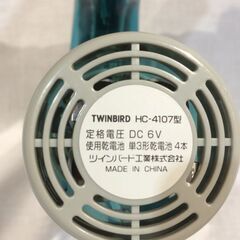 TWINBIRD HC-4107型
定格電圧 DC 6V
使用乾電池 単3形乾電池 4本
ツインバード工業株式会社
MADE IN CHINA